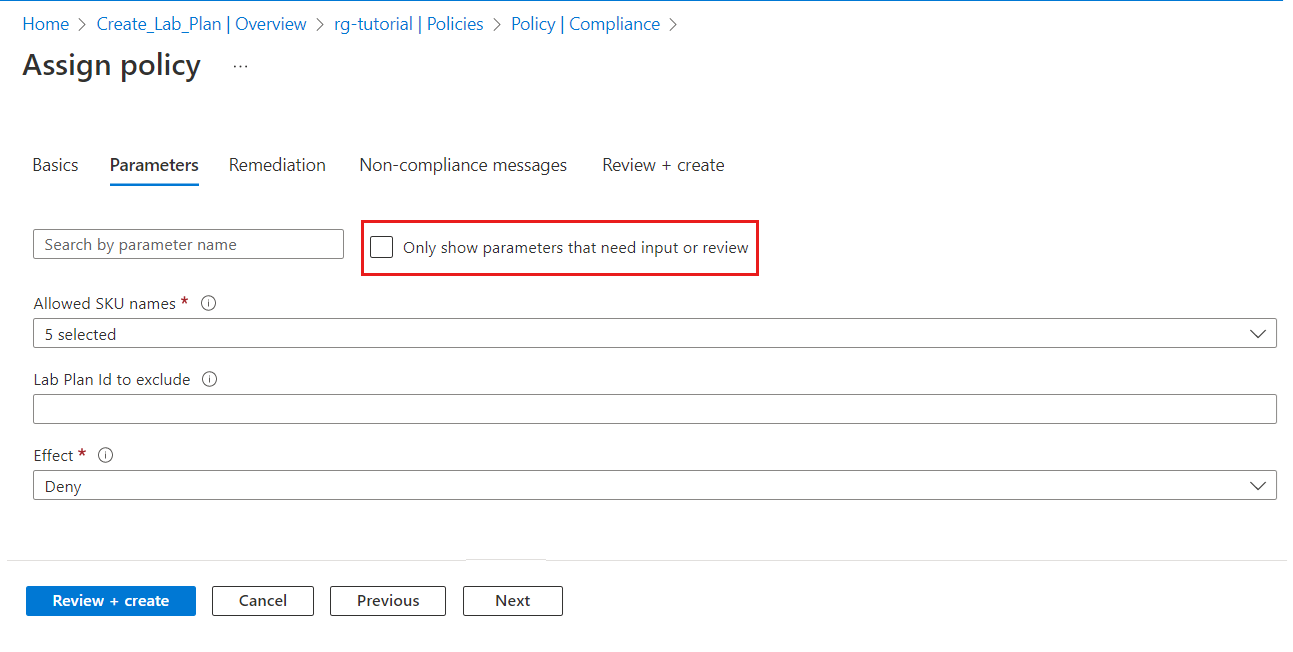 Home > Create_Lab_Plan | Overview > rg-tutorial | Policies > Policy | Compliance >
Assign policy ...
Basics Parameters Remediation Non-compliance messages Review + create
Search by parameter name Only show parameters that need input or review
Allowed SKU names *
5 selected
Lab Plan Id to exclude
Effect *
Deny
Review + create Cancel Previous Next